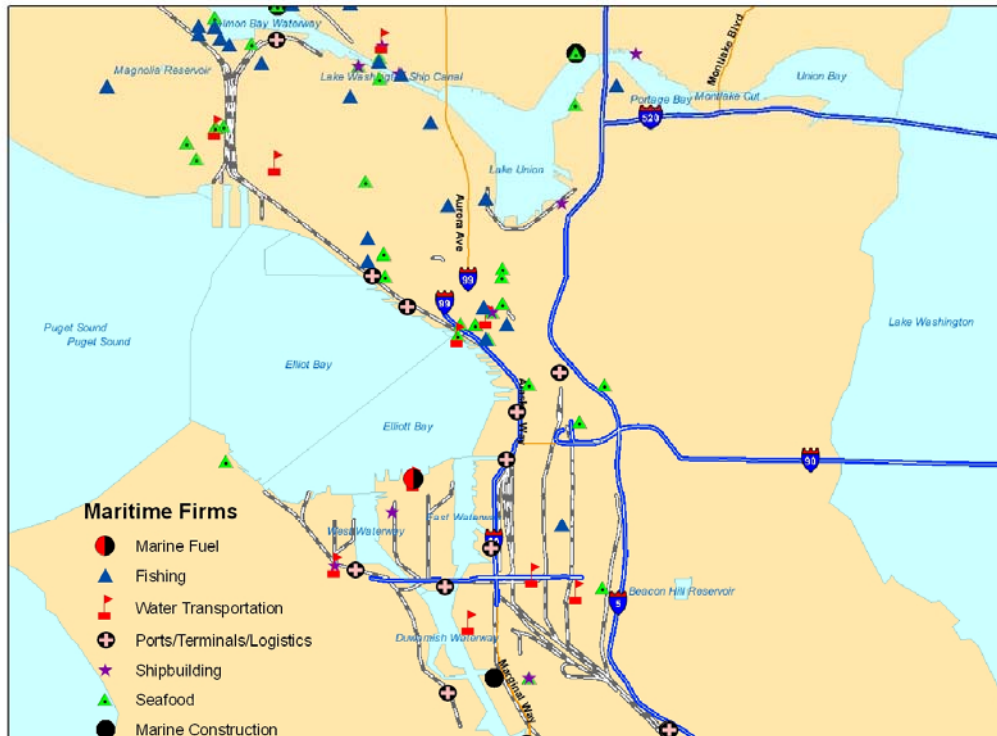 lmon Bay Waterway
Magnolia Reservoir
Lake Washington Ship Canal
Montlake Blvd
Union Bay
Portage Bay
Montlake Cut
520
Lake Union
Aurora Ave
99
99
Puget Sound
Puget Sound
Lake Washington
Elliot Bay
Alaskan Way
Elliott Bay
90
Maritime Firms
Marine Fuel
Fishing
Water Transportation
Ports/Terminals/Logistics
Shipbuilding
Seafood
Marine Construction
West Waterway
East Waterway
Beacon Hill Reservoir
5
Duwamish Waterway
Marginal Way